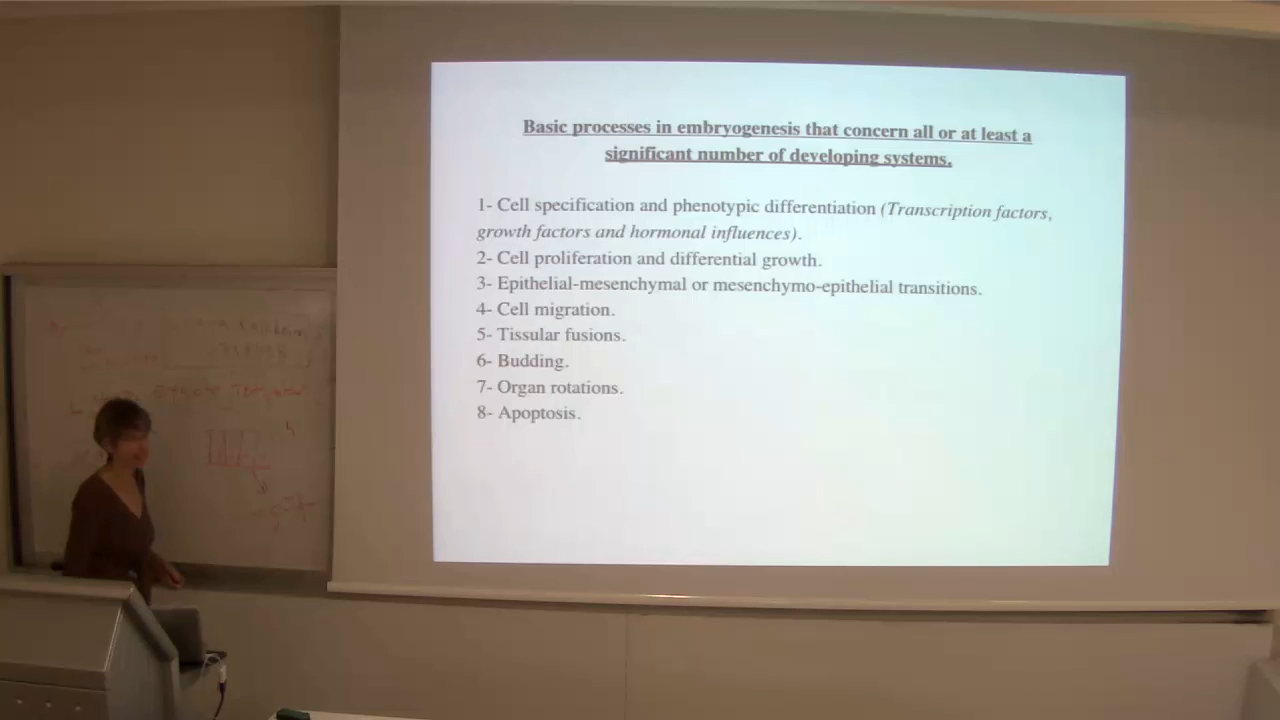 Basic processes in embryogenesis that concern all or at least a
significant number of developing systems.
1- Cell specification and phenotypic differentiation (Transcription factors,
growth factors and hormonal influences).
2- Cell proliferation and differential growth.
3- Epithelial-mesenchymal or mesenchymo-epithelial transitions.
4- Cell migration.
5- Tissular fusions.
6- Budding.
7- Organ rotations.
8- Apoptosis.